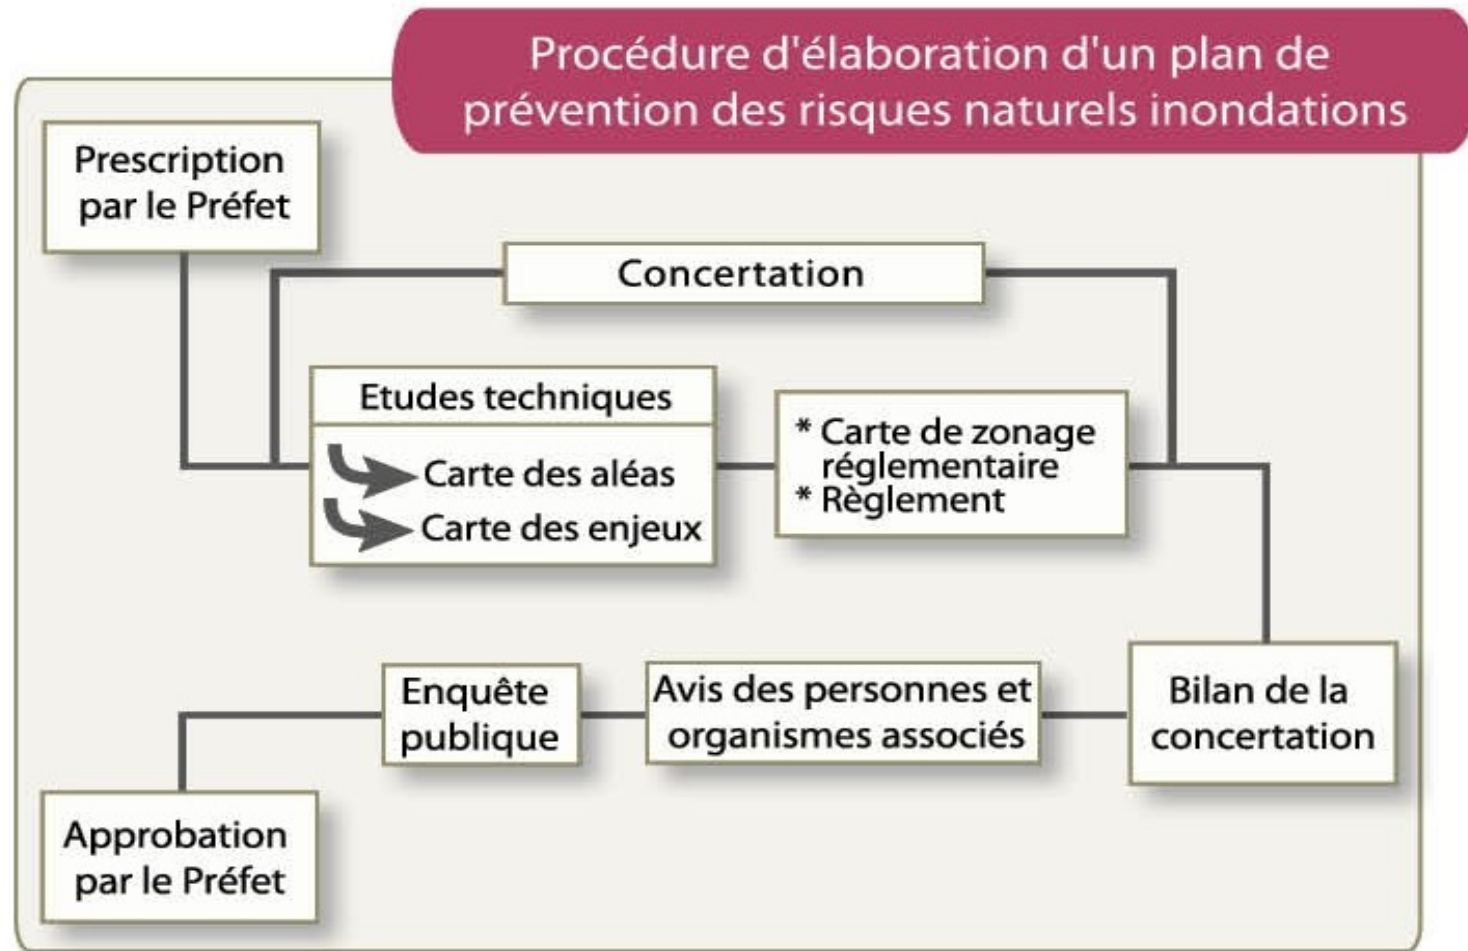 Procédure d'élaboration d'un plan de
prévention des risques naturels inondations
Prescription
par le Préfet
Concertation
Etudes techniques
Carte des aléas
Carte des enjeux
* Carte de zonage
réglementaire
* Règlement
Bilan de la
concertation
Avis des personnes et
organismes associés
Enquête
publique
Approbation
par le Préfet